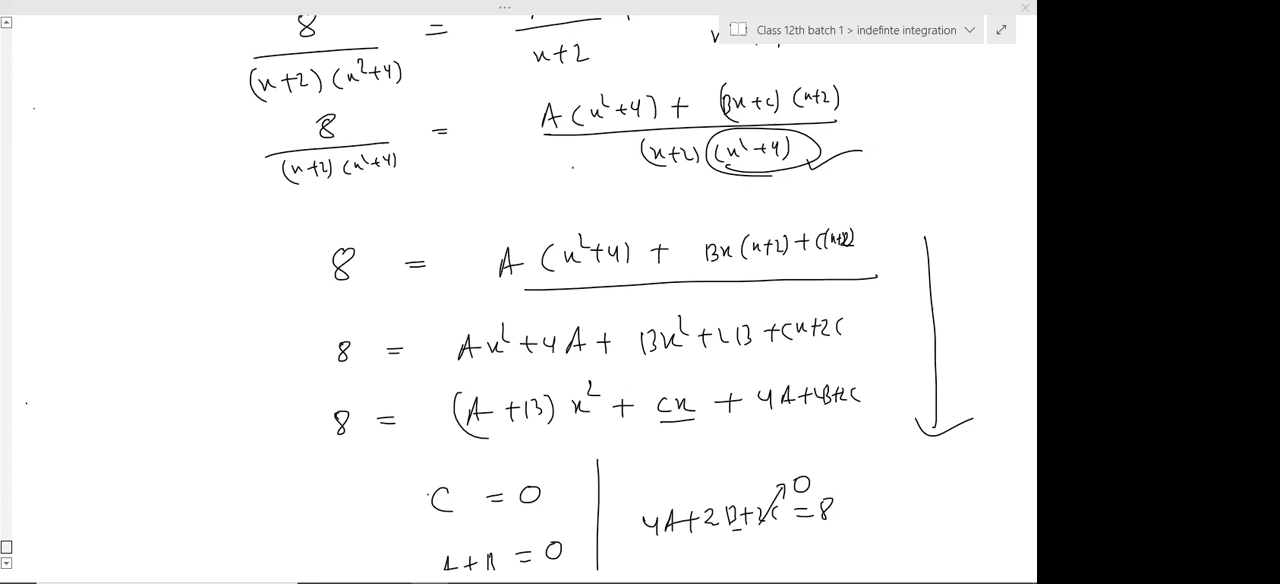 Class 12th batch 1 > indefinte integration
8/((x+2)(x²+4)) = /(x+2)
8/((x+2)(x²+4)) = (A(x²+4) + (Bx+c)(x+2))/((x+2)(x²+4))
8 = A(x²+4) + Bx(x+2)+C(x+2)
8 = Ax²+4A+ Bx²+2B+Cx+2C
8 = (A+B)x² + cx + 4A+4B+2C
C = 0
4A+2B+2C = 8
0
A+B = 0